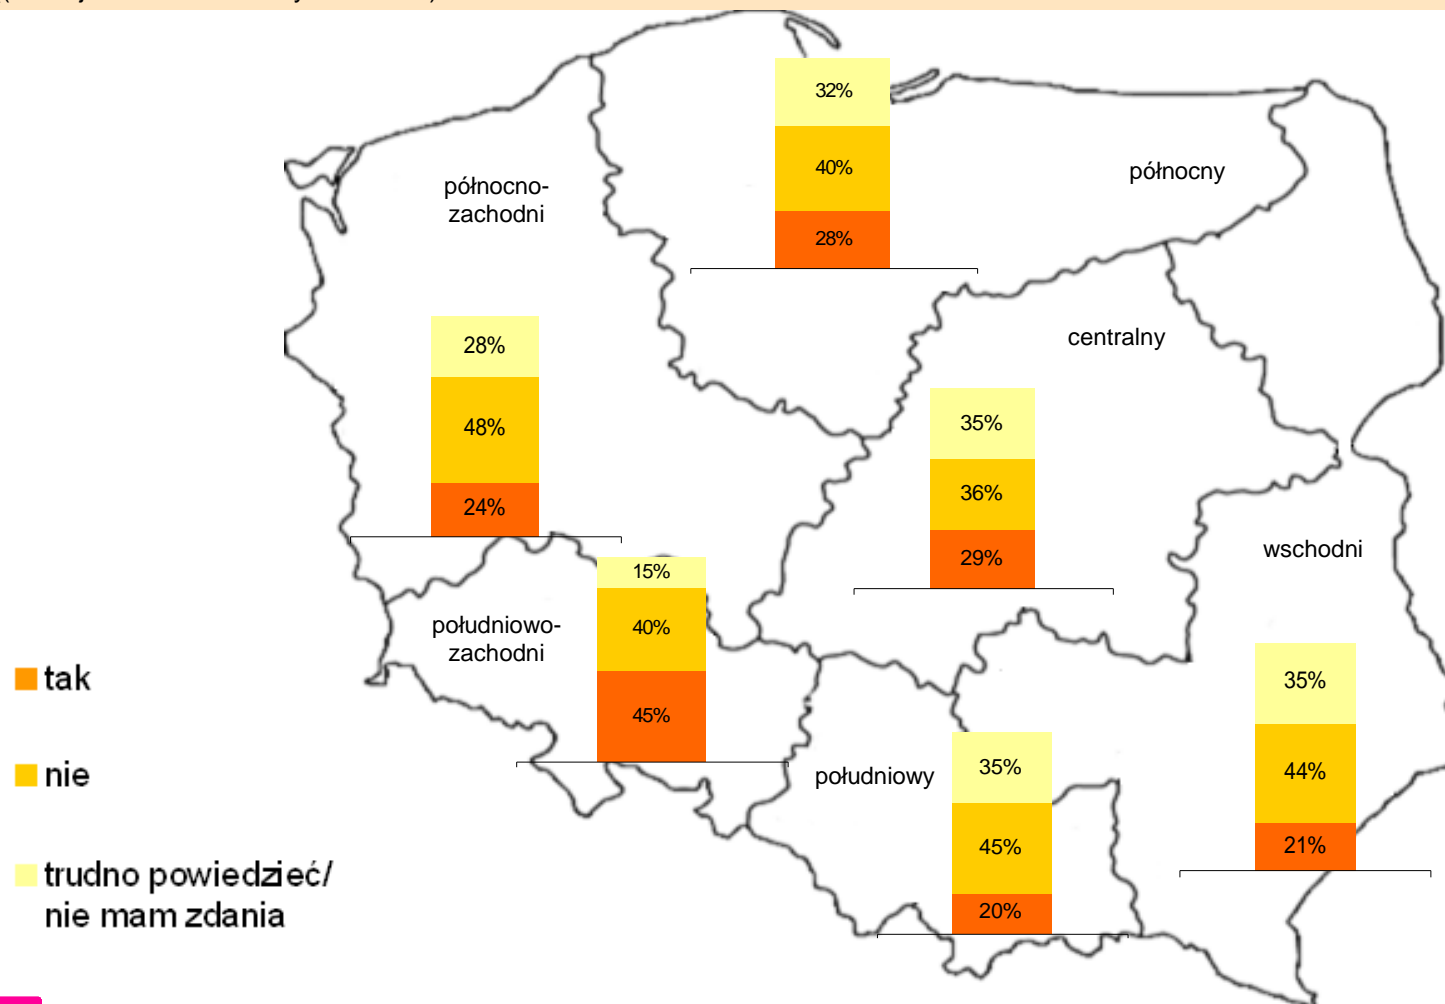 32%
40%
28%
północny
północno-
zachodni
28%
48%
24%
centralny
35%
36%
29%
wschodni
35%
44%
21%
południowo-
zachodni
15%
40%
45%
południowy
35%
45%
20%
tak
nie
trudno powiedzieć/
nie mam zdania